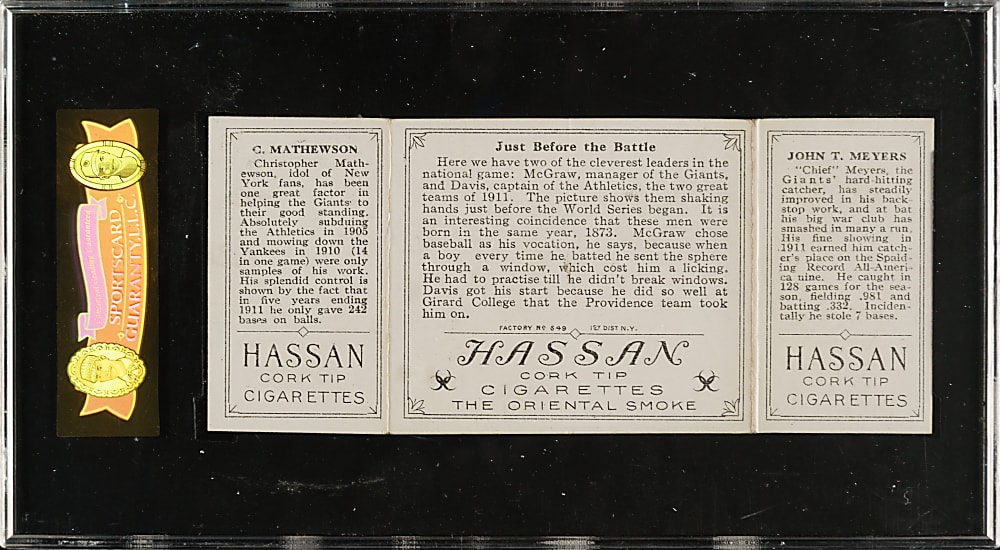 SPORTSCARD
GUARANTY L.L.C.
C. MATHEWSON
Christopher Math-
ewson, idol of New
York fans, has been
one great factor in
helping the Giants to
their good standing.
Absolutely subduing
the Athletics in 1905
and mowing down the
Yankees in 1910 (14
in one game) were only
samples of his work.
His splendid control is
shown by the fact that
in five years ending
1911 he only gave 242
bases on balls.
HASSAN
CORK TIP
CIGARETTES
Just Before the Battle
Here we have two of the cleverest leaders in the
national game: McGraw, manager of the Giants,
and Davis, captain of the Athletics, the two great
teams of 1911. The picture shows them shaking
hands just before the World Series began. It is
an interesting coincidence that these men were
born in the same year, 1873. McGraw chose
baseball as his vocation, he says, because when
a boy every time he batted he sent the sphere
through a window, which cost him a licking.
He had to practise till he didn't break windows.
Davis got his start because he did so well at
Girard College that the Providence team took
him on.
FACTORY Nº 649 1ST DIST N.Y.
HASSAN
CORK TIP
CIGARETTES
THE ORIENTAL SMOKE
JOHN T. MEYERS
"Chief" Meyers, the
Giants' hard-hitting
catcher, has steadily
improved in his back-
stop work, and at bat
his big war club has
smashed in many a run.
His fine showing in
1911 earned him catch-
er's place on the Spald-
ing Record All-Ameri-
ca nine. He caught in
128 games for the sea-
son, fielding .981 and
batting .332. Inciden-
tally he stole 7 bases.
HASSAN
CORK TIP
CIGARETTES